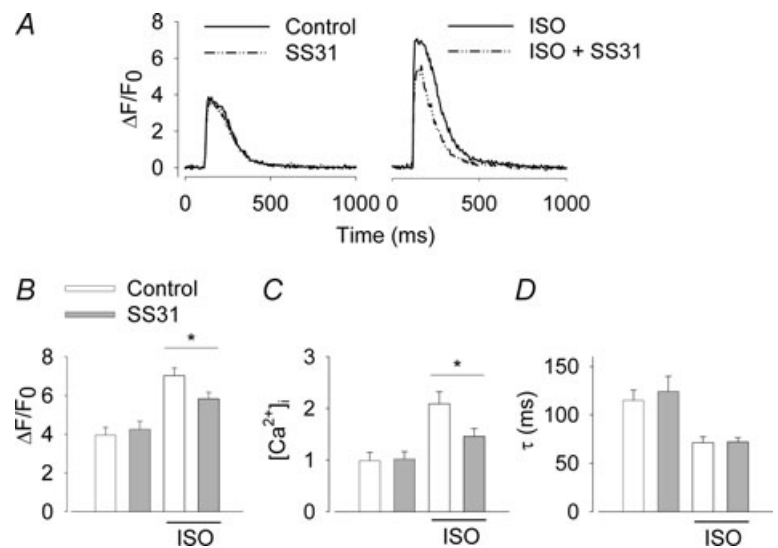 A
Control
SS31
ISO
ISO + SS31
ΔF/F0
8
6
4
2
0
0 500 1000
0 500 1000
Time (ms)
B
Control
SS31
ΔF/F0
8
6
4
2
0
*
ISO
C
[Ca2+]i
3
2
1
0
*
ISO
D
τ (ms)
150
100
50
0
ISO